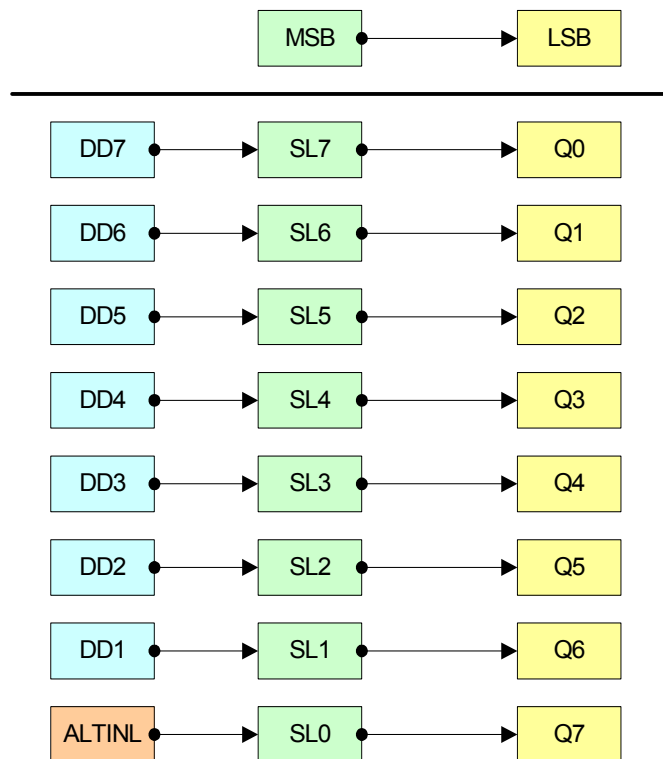 MSB LSB
DD7 SL7 Q0
DD6 SL6 Q1
DD5 SL5 Q2
DD4 SL4 Q3
DD3 SL3 Q4
DD2 SL2 Q5
DD1 SL1 Q6
ALTINL SL0 Q7